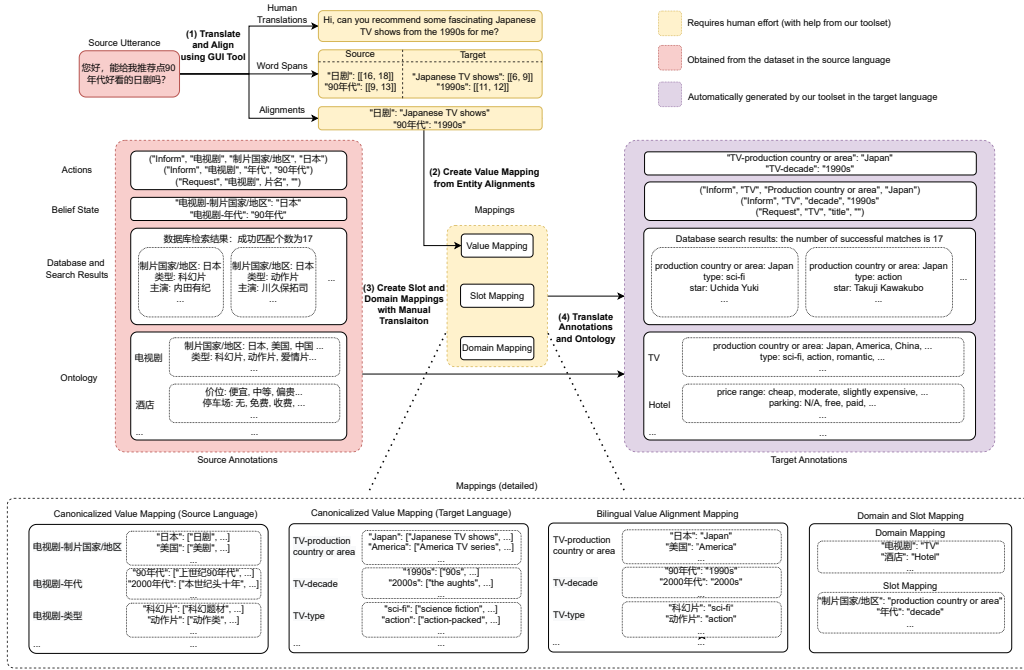 Human
Translations
Hi, can you recommend some fascinating Japanese
TV shows from the 1990s for me?
Requires human effort (with help from our toolset)
Source Utterance
(1) Translate
and Align
using GUI Tool
您好，能给我推荐点90
年代好看的日剧吗？
Word Spans
Source
Target
"日剧": [[16, 18]]
"90年代": [[9, 13]]
"Japanese TV shows": [[6, 9]]
"1990s": [[11, 12]]
Obtained from the dataset in the source language
Automatically generated by our toolset in the target language
Alignments
"日剧": "Japanese TV shows"
"90年代": "1990s"
Actions
("Inform", "电视剧", "制片国家/地区", "日本")
("Inform", "电视剧", "年代", "90年代")
("Request", "电视剧", 片名, "")
Belief State
"电视剧-制片国家/地区": "日本"
"电视剧-年代": "90年代"
Database and
Search Results
数据库检索结果：成功匹配个数为17
制片国家/地区: 日本
类型: 科幻片
主演: 内田有纪
...
制片国家/地区: 日本
类型: 动作片
主演: 川久保拓司
...
...
Ontology
电视剧
制片国家/地区: 日本, 美国, 中国 ...
类型: 科幻片, 动作片, 爱情片...
...
酒店
价位: 便宜, 中等, 偏贵...
停车场: 无, 免费, 收费, ...
...
...
...
Source Annotations
(2) Create Value Mapping
from Entity Alignments
Mappings
Value Mapping
Slot Mapping
Domain Mapping
(3) Create Slot and
Domain Mappings
with Manual
Translaiton
(4) Translate
Annotations
and Ontology
"TV-production country or area": "Japan"
"TV-decade": "1990s"
("Inform", "TV", "Production country or area", "Japan")
("Inform", "TV", "decade", "1990s")
("Request", "TV", "title", "")
Database search results: the number of successful matches is 17
production country or area: Japan
type: sci-fi
star: Uchida Yuki
...
production country or area: Japan
type: action
star: Takuji Kawakubo
...
...
TV
production country or area: Japan, America, China, ...
type: sci-fi, action, romantic, ...
...
Hotel
price range: cheap, moderate, slightly expensive, ...
parking: N/A, free, paid, ...
...
...
...
Target Annotations
Mappings (detailed)
Canonicalized Value Mapping (Source Language)
电视剧-制片国家/地区
"日本": ["日剧", ...]
"美国": ["美剧", ...]
...
电视剧-年代
"90年代": ["上世纪90年代", ...]
"2000年代": ["本世纪头十年", ...]
...
电视剧-类型
"科幻片": ["科幻题材", ...]
"动作片": ["动作类", ...]
...
...
...
Canonicalized Value Mapping (Target Language)
TV-production
country or area
"Japan": ["Japanese TV shows", ...]
"America": ["America TV series", ...]
...
TV-decade
"1990s": ["90s", ...]
"2000s": ["the aughts", ...]
...
TV-type
"sci-fi": ["science fiction", ...]
"action": ["action-packed", ...]
...
...
...
Bilingual Value Alignment Mapping
TV-production
country or area
"日本": "Japan"
"美国": "America"
...
TV-decade
"90年代": "1990s"
"2000年代": "2000s"
...
TV-type
"科幻片": "sci-fi"
"动作片": "action"
...
...
...
Domain and Slot Mapping
Domain Mapping
"电视剧": "TV"
"酒店": "Hotel"
...
Slot Mapping
"制片国家/地区": "production country or area"
"年代": "decade"
...